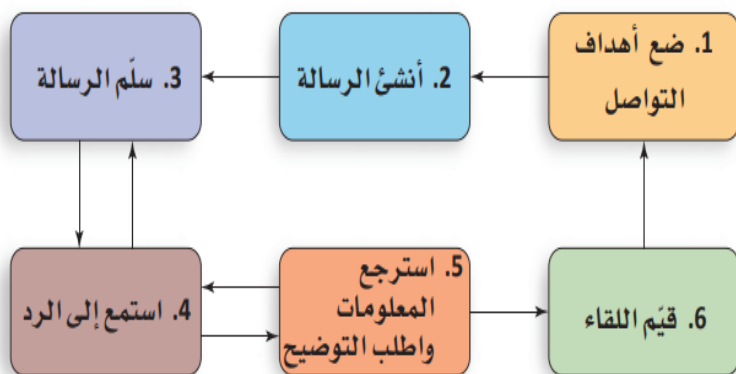 1. ضع أهداف
التواصل
2. أنشئ الرسالة
3. سلّم الرسالة
4. استمع إلى الرد
5. استرجع
المعلومات
واطلب التوضيح
6. قيّم اللقاء